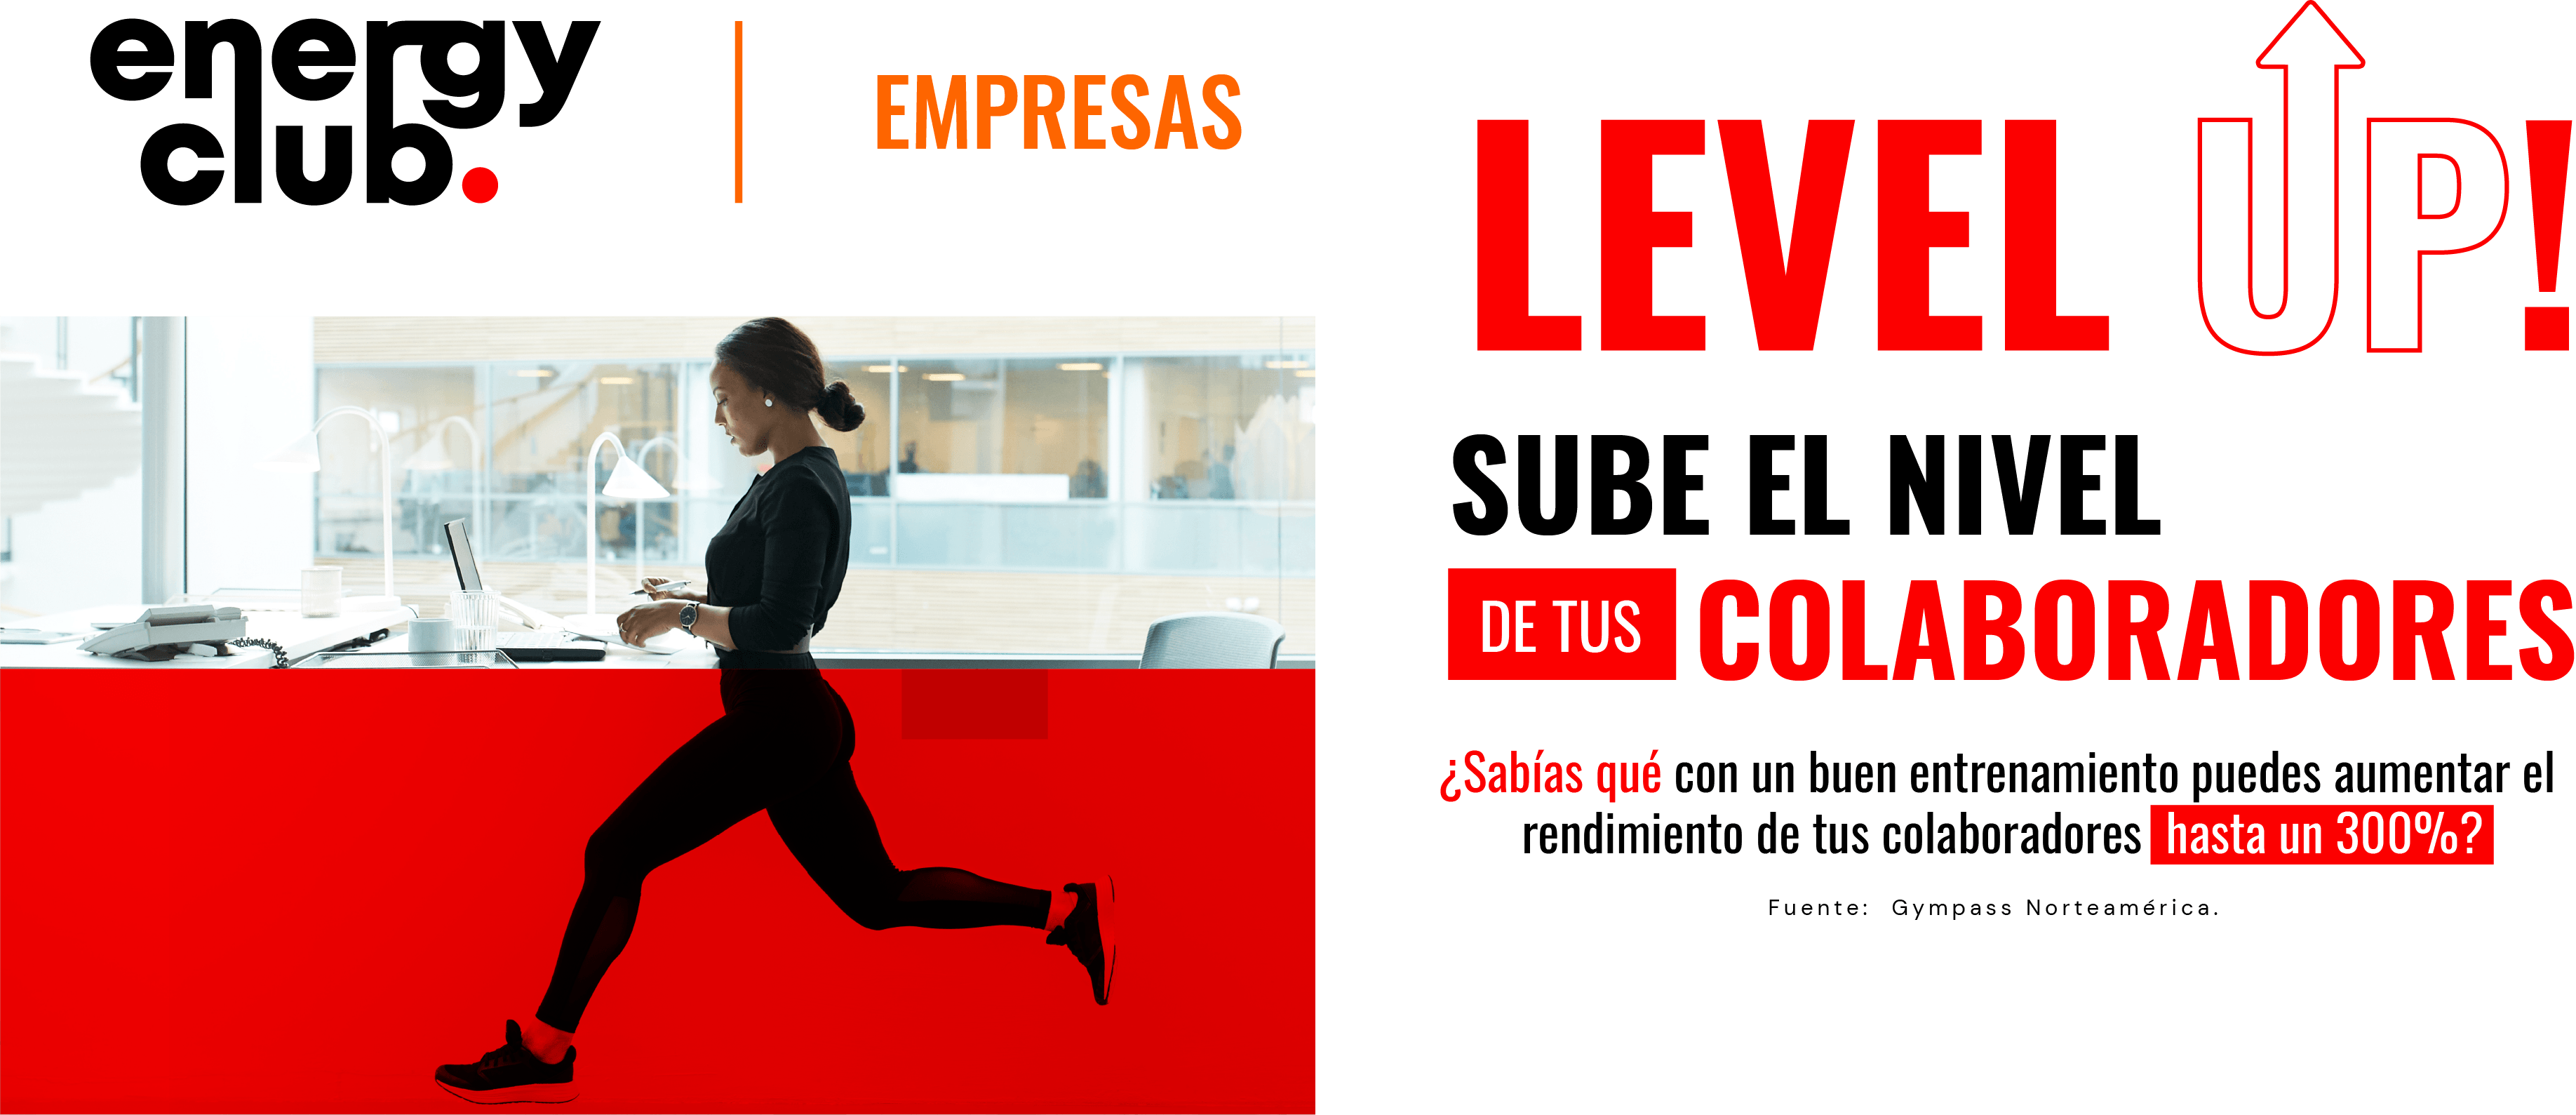 energy
club.
EMPRESAS
LEVEL UP!
SUBE EL NIVEL
DE TUS COLABORADORES
¿Sabías qué con un buen entrenamiento puedes aumentar el
rendimiento de tus colaboradores hasta un 300%?
Fuente: Gympass Norteamérica.